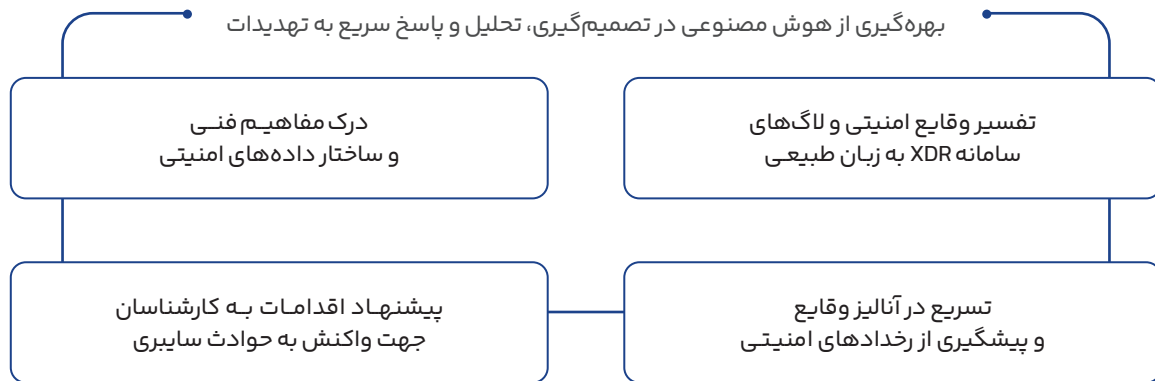 بهره‌گیری از هوش مصنوعی در تصمیم‌گیری، تحلیل و پاسخ سریع به تهدیدات
تفسیر وقایع امنیتی و لاگ‌های
سامانه XDR به زبان طبیعی
درک مفاهیم فنی
و ساختار داده‌های امنیتی
تسریع در آنالیز وقایع
و پیشگیری از رخدادهای امنیتی
پیشنهاد اقدامات به کارشناسان
جهت واکنش به حوادث سایبری